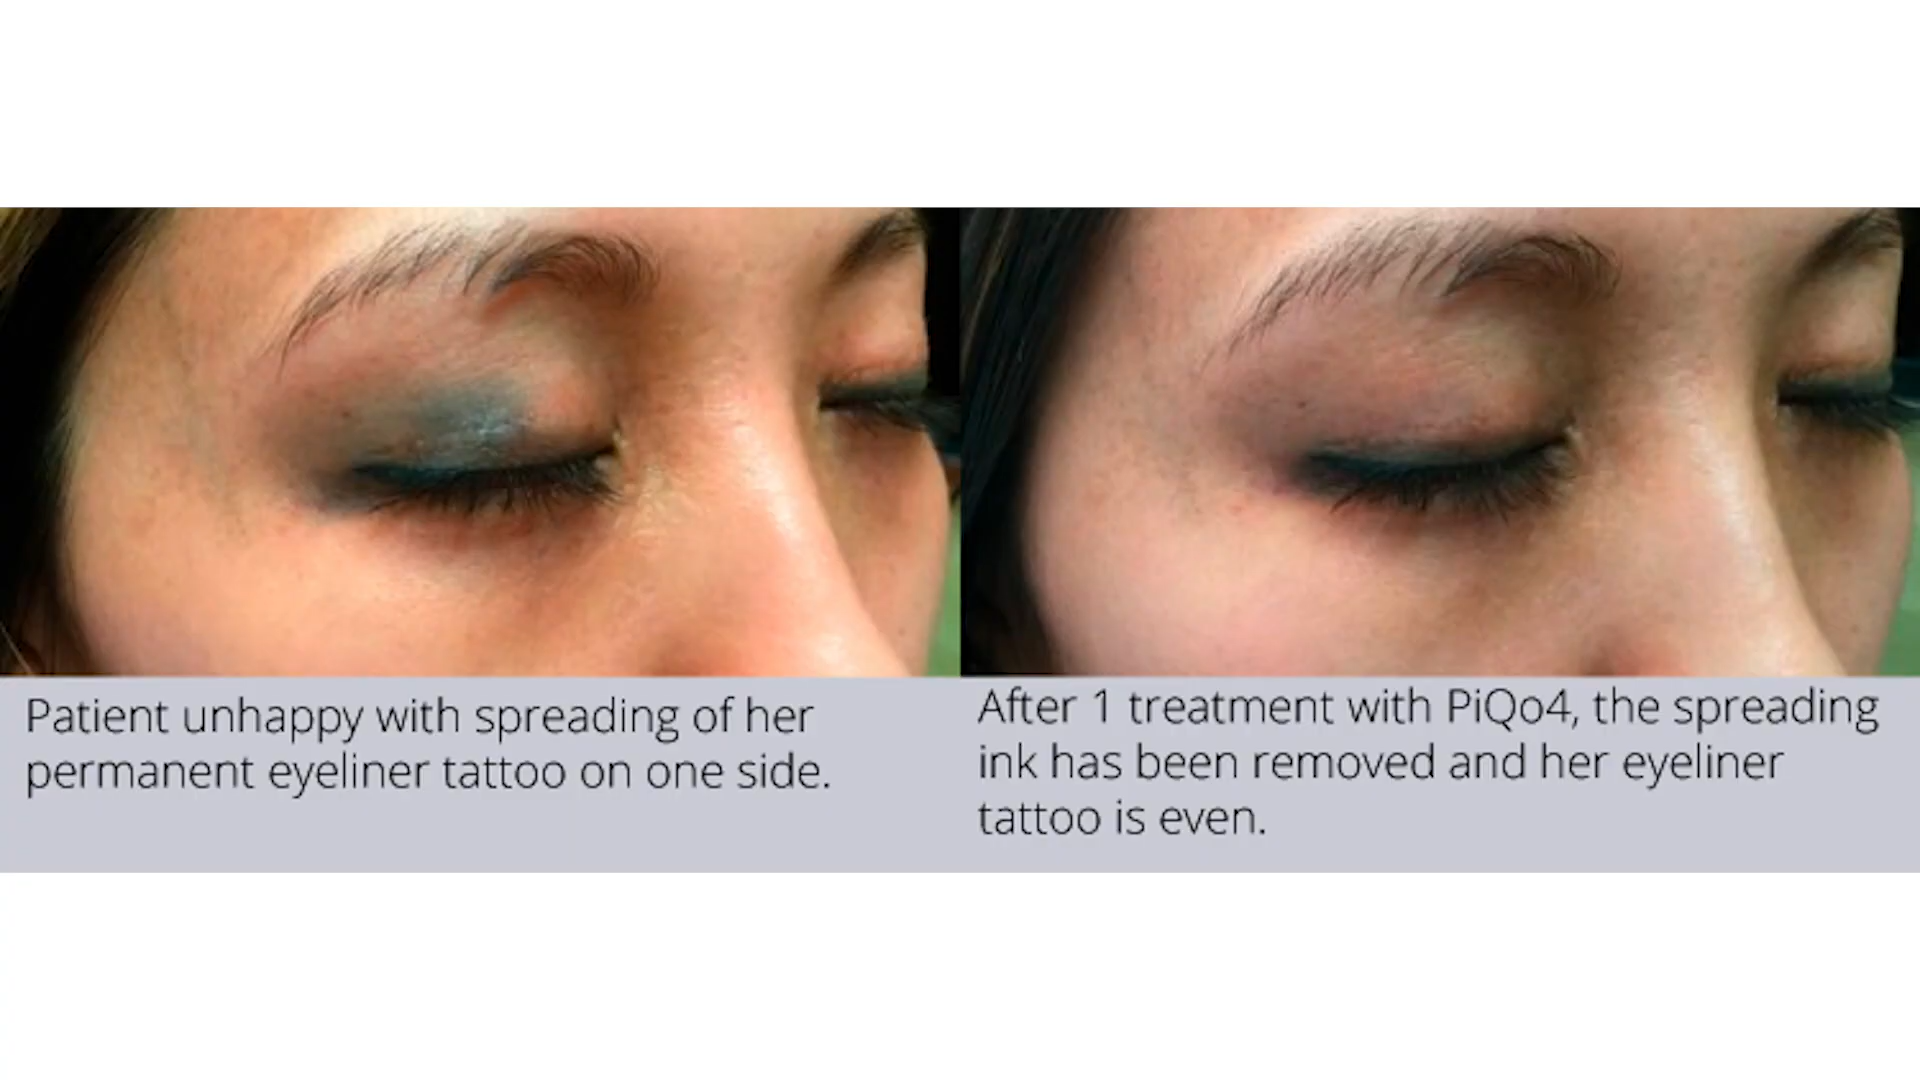 Patient unhappy with spreading of her
permanent eyeliner tattoo on one side.
After 1 treatment with PiQo4, the spreading
ink has been removed and her eyeliner
tattoo is even.